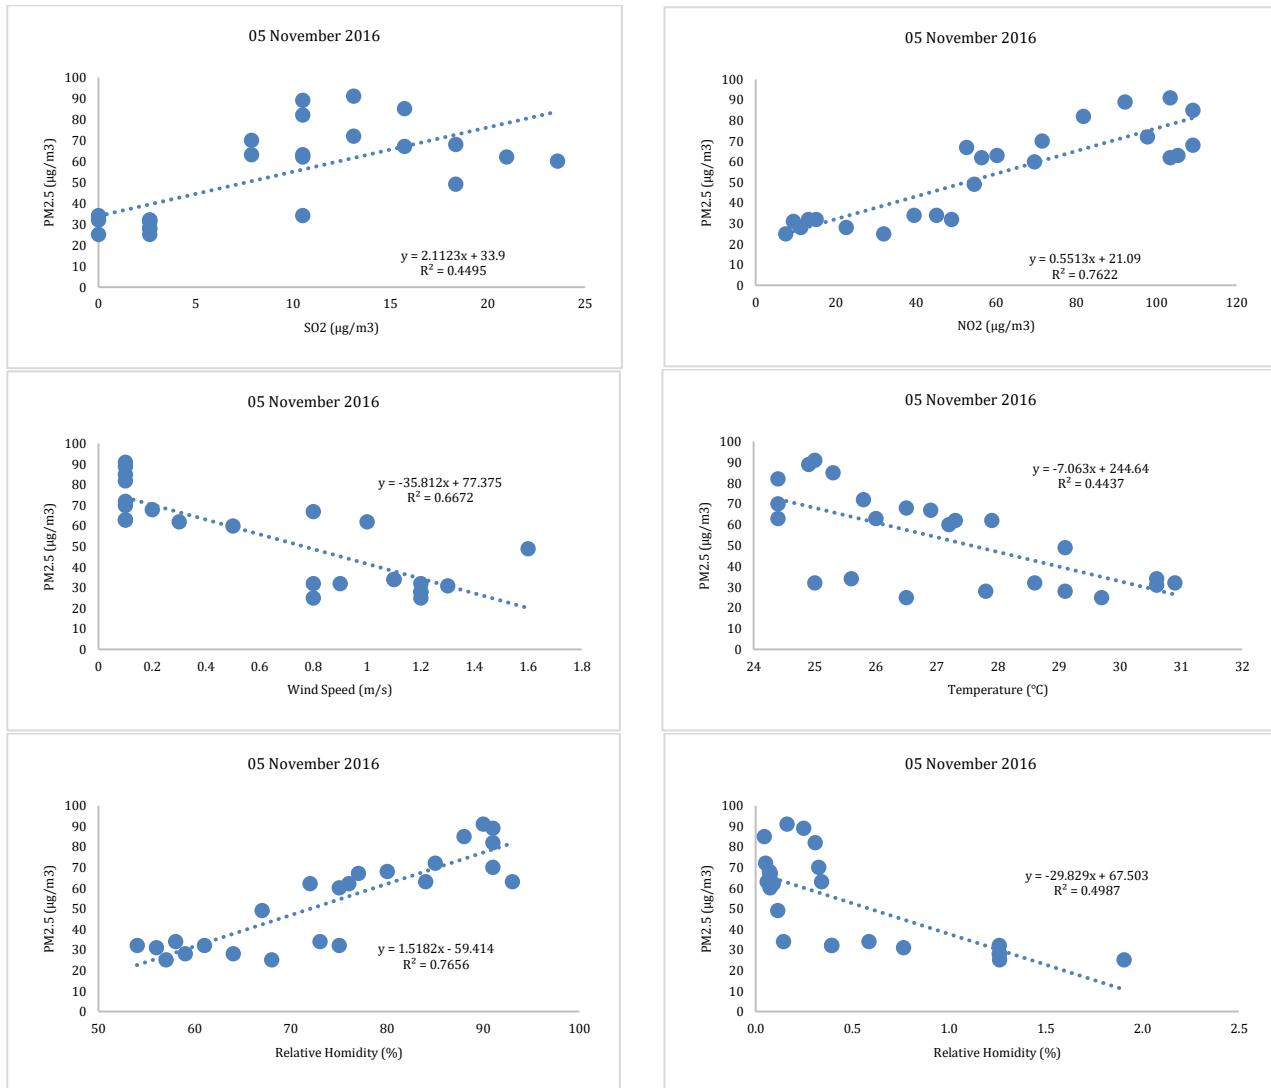 05 November 2016
100
90
80
70
60
50
40
30
20
10
0
PM2.5 (µg/m3)
y = 2.1123x + 33.9
R² = 0.4495
0 5 10 15 20 25
SO2 (µg/m3)
05 November 2016
100
90
80
70
60
50
40
30
20
10
0
PM2.5 (µg/m3)
y = 0.5513x + 21.09
R² = 0.7622
0 20 40 60 80 100 120
NO2 (µg/m3)
05 November 2016
100
90
80
70
60
50
40
30
20
10
0
PM2.5 (µg/m3)
y = -35.812x + 77.375
R² = 0.6672
0 0.2 0.4 0.6 0.8 1 1.2 1.4 1.6 1.8
Wind Speed (m/s)
05 November 2016
100
90
80
70
60
50
40
30
20
10
0
PM2.5 (µg/m3)
y = -7.063x + 244.64
R² = 0.4437
24 25 26 27 28 29 30 31 32
Temperature (°C)
05 November 2016
100
90
80
70
60
50
40
30
20
10
0
PM2.5 (µg/m3)
y = 1.5182x - 59.414
R² = 0.7656
50 60 70 80 90 100
Relative Homidity (%)
05 November 2016
100
90
80
70
60
50
40
30
20
10
0
PM2.5 (µg/m3)
y = -29.829x + 67.503
R² = 0.4987
0.0 0.5 1.0 1.5 2.0 2.5
Relative Homidity (%)